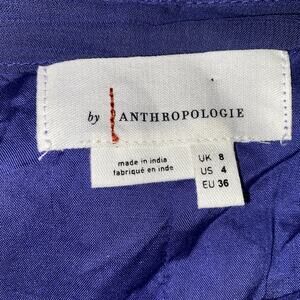 by ANTHROPOLOGIE
made in india
fabriqué en inde
UK 8
US 4
EU 36